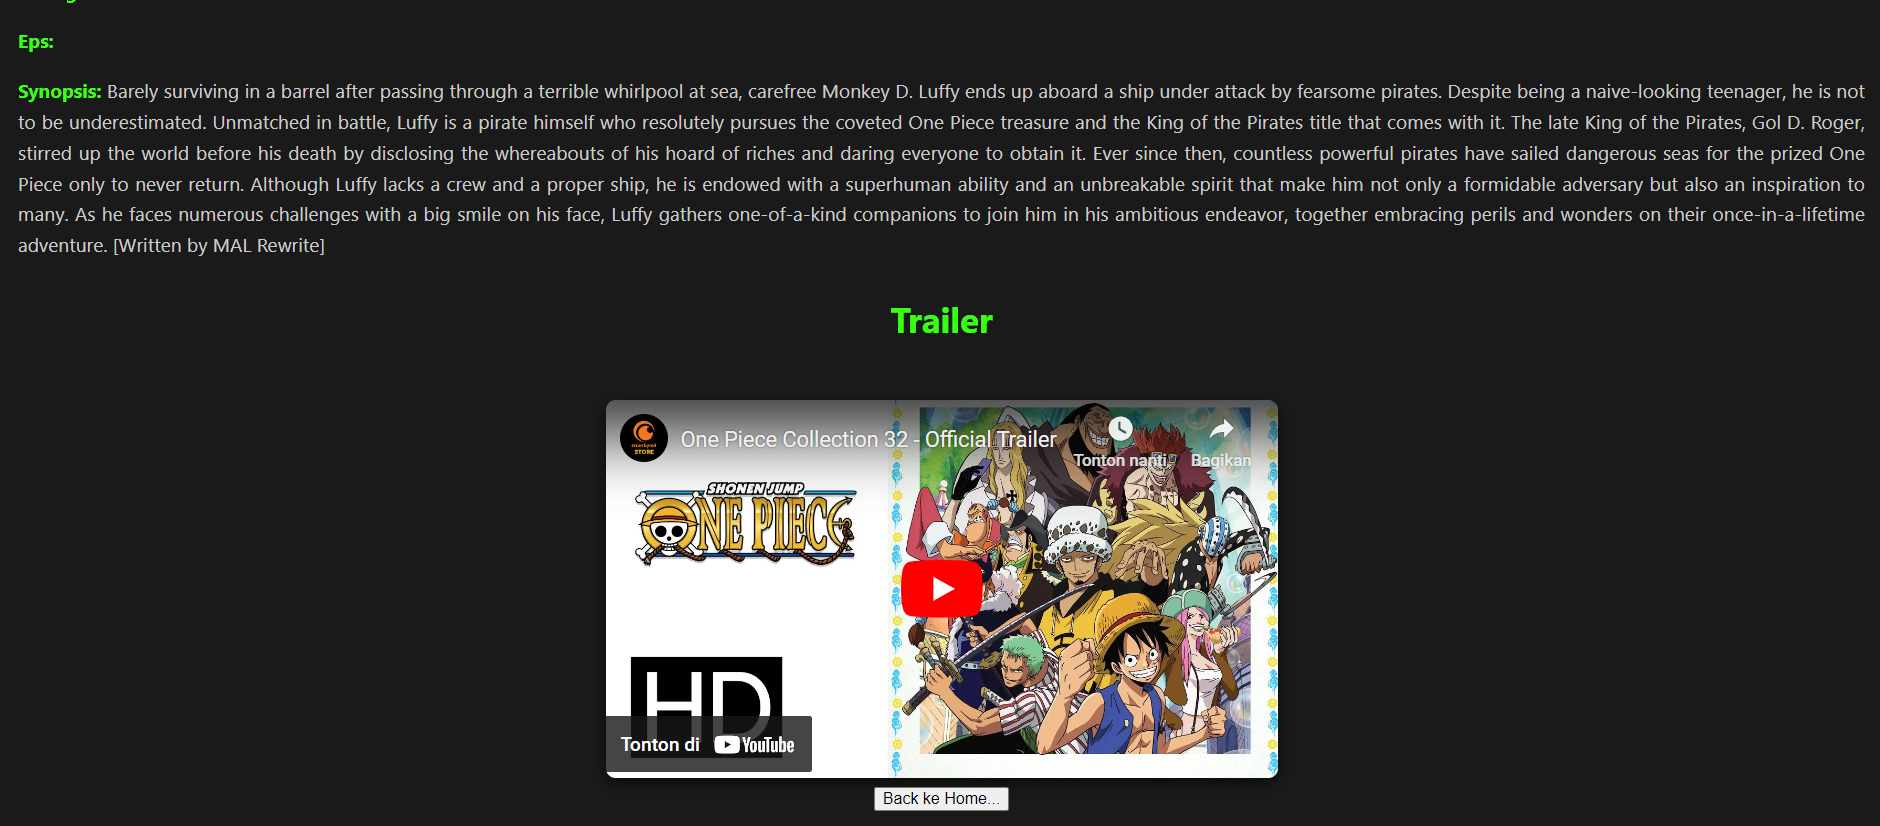 Eps:
Synopsis: Barely surviving in a barrel after passing through a terrible whirlpool at sea, carefree Monkey D. Luffy ends up aboard a ship under attack by fearsome pirates. Despite being a naive-looking teenager, he is not
to be underestimated. Unmatched in battle, Luffy is a pirate himself who resolutely pursues the coveted One Piece treasure and the King of the Pirates title that comes with it. The late King of the Pirates, Gol D. Roger,
stirred up the world before his death by disclosing the whereabouts of his hoard of riches and daring everyone to obtain it. Ever since then, countless powerful pirates have sailed dangerous seas for the prized One
Piece only to never return. Although Luffy lacks a crew and a proper ship, he is endowed with a superhuman ability and an unbreakable spirit that make him not only a formidable adversary but also an inspiration to
many. As he faces numerous challenges with a big smile on his face, Luffy gathers one-of-a-kind companions to join him in his ambitious endeavor, together embracing perils and wonders on their once-in-a-lifetime
adventure. [Written by MAL Rewrite]
Trailer
crunchyroll
STORE
One Piece Collection 32 - Official Trailer
Tonton nanti
Bagikan
SHONEN JUMP
ONE PIECE
HD
Tonton di YouTube
Back ke Home...